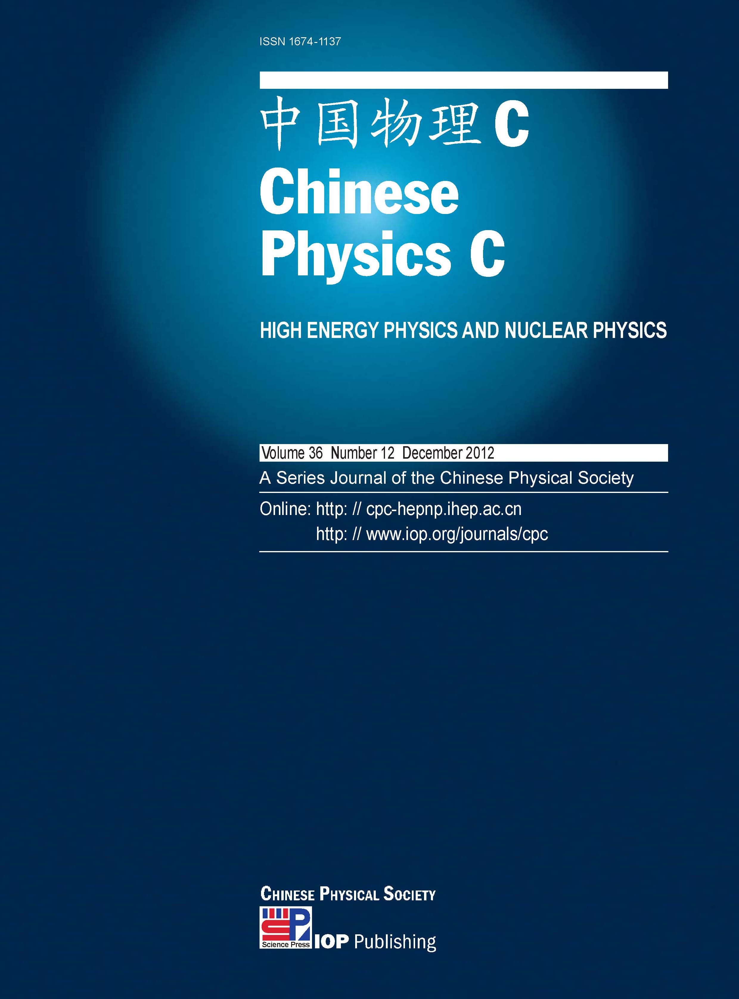 ISSN 1674-1137
中国物理C
Chinese
Physics C
HIGH ENERGY PHYSICS AND NUCLEAR PHYSICS
Volume 36 Number 12 December 2012
A Series Journal of the Chinese Physical Society
Online: http: // cpc-hepnp.ihep.ac.cn
http: // www.iop.org/journals/cpc
CHINESE PHYSICAL SOCIETY
SP
Science Press
IOP Publishing